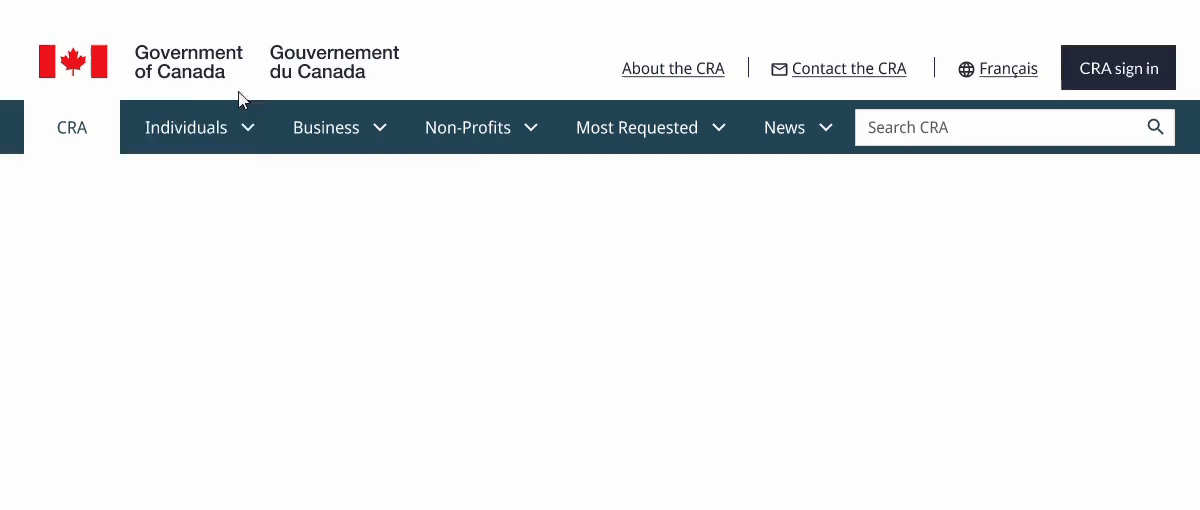 Government of Canada
Gouvernement du Canada
About the CRA
Contact the CRA
Français
CRA sign in
CRA
Individuals
Business
Non-Profits
Most Requested
News
Search CRA